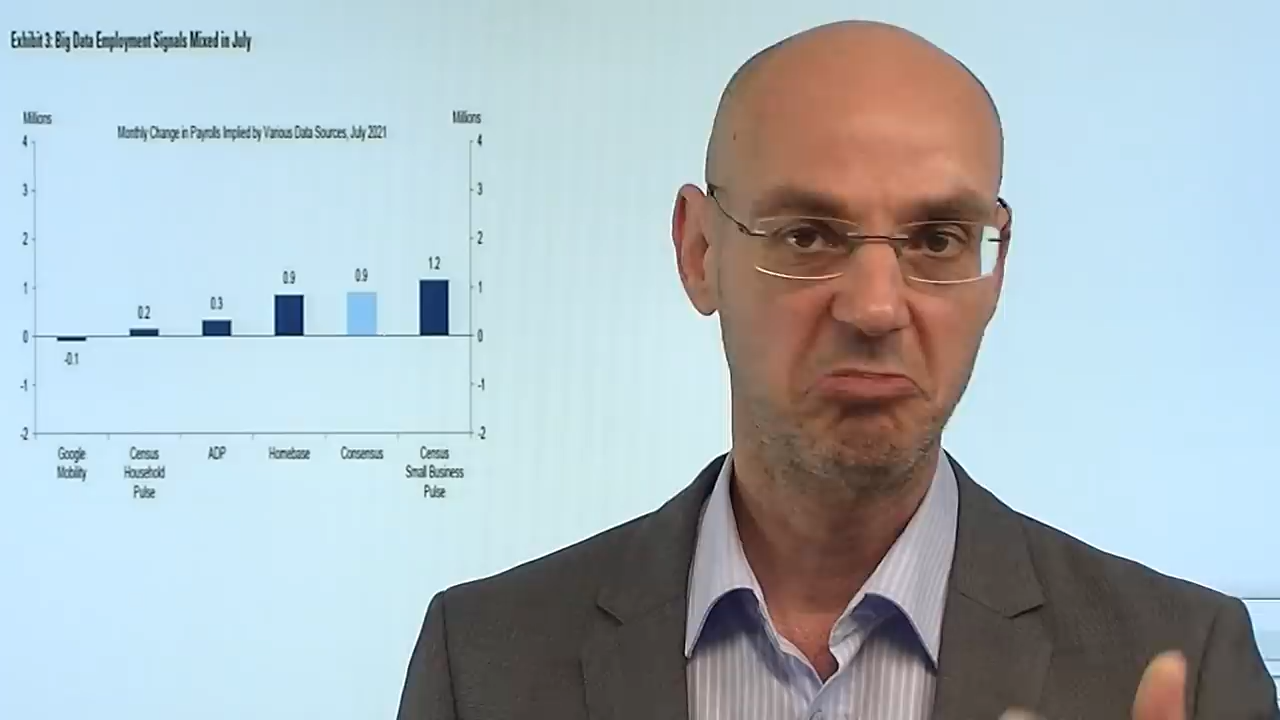 Exhibit 3: Big Data Employment Signals Mixed in July
Millions
Millions
Monthly Change in Payrolls Implied by Various Data Sources, July 2021
4
4
3
3
2
2
1
1
0
0
-1
-1
-2
-2
-0.1
0.2
0.3
0.9
0.9
1.2
Google
Mobility
Census
Household
Pulse
ADP
Homebase
Consensus
Census
Small Business
Pulse